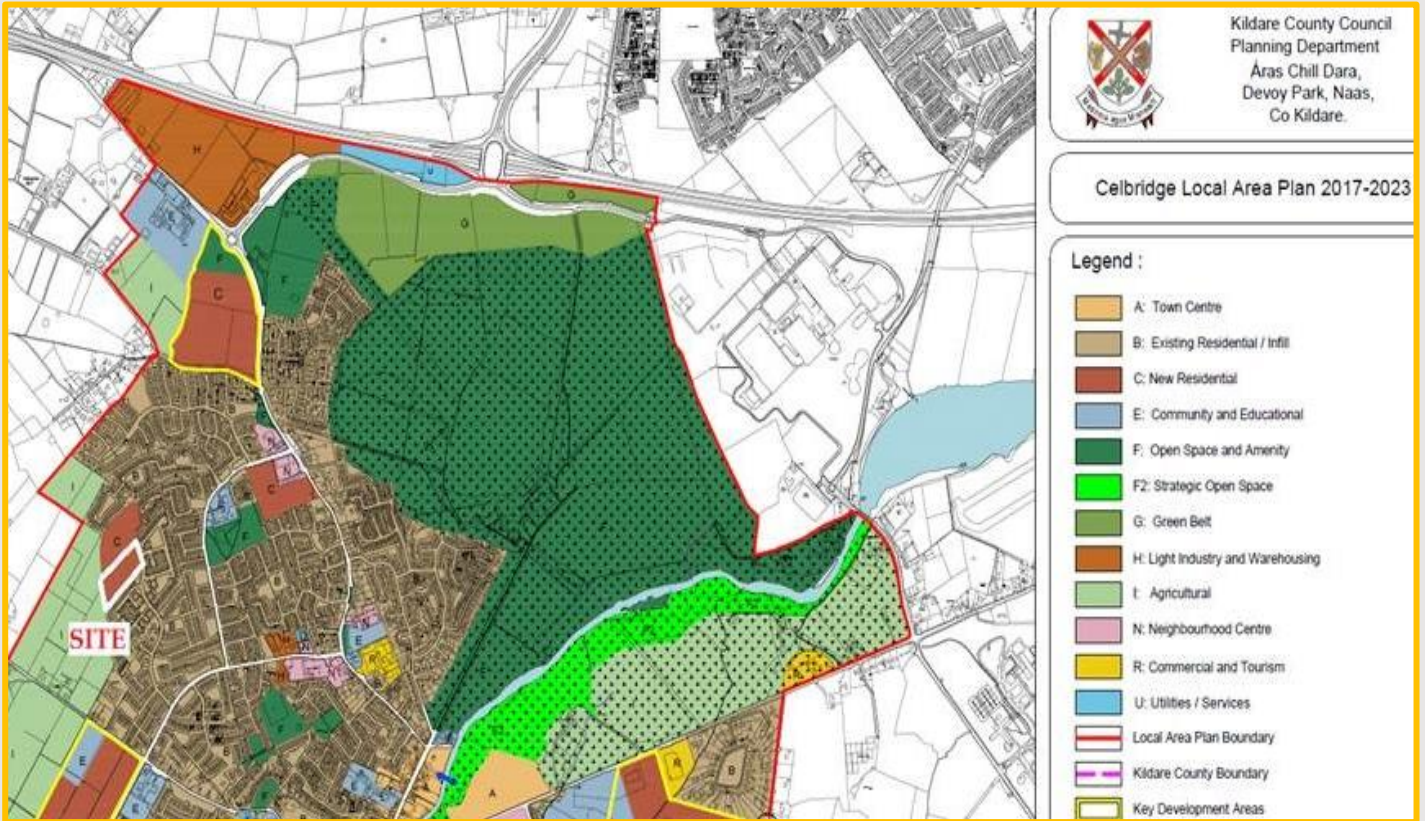 Kildare County Council
Planning Department
Áras Chill Dara,
Devoy Park, Naas,
Co Kildare.
Celbridge Local Area Plan 2017-2023
Legend :
A: Town Centre
B: Existing Residential / Infill
C: New Residential
E: Community and Educational
F: Open Space and Amenity
F2: Strategic Open Space
G: Green Belt
H: Light Industry and Warehousing
I: Agricultural
N: Neighbourhood Centre
R: Commercial and Tourism
U: Utilities / Services
Local Area Plan Boundary
Kildare County Boundary
Key Development Areas
H
U
G
G
F
F
I
C
I
N
N
C
F
C
I
SITE
N
E
R
H
N
F
B
E
I
E
A
A
R
B